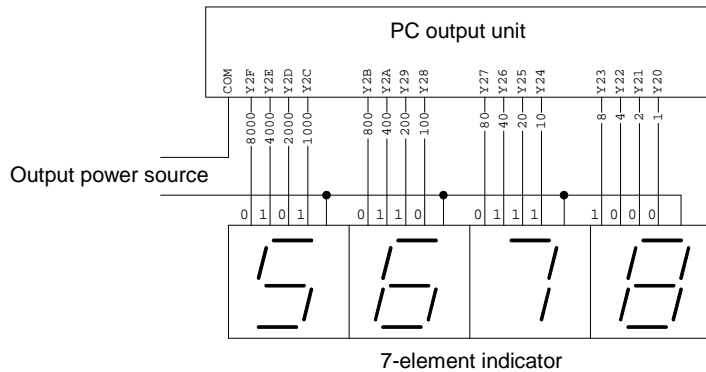 PC output unit
COM Y2F Y2E Y2D Y2C Y2B Y2A Y29 Y28 Y27 Y26 Y25 Y24 Y23 Y22 Y21 Y20
8000 4000 2000 1000 800 400 200 100 80 40 20 10 8 4 2 1
Output power source
0 1 0 1 0 1 1 0 0 1 1 1 1 0 0 0
5 6 7 8
7-element indicator